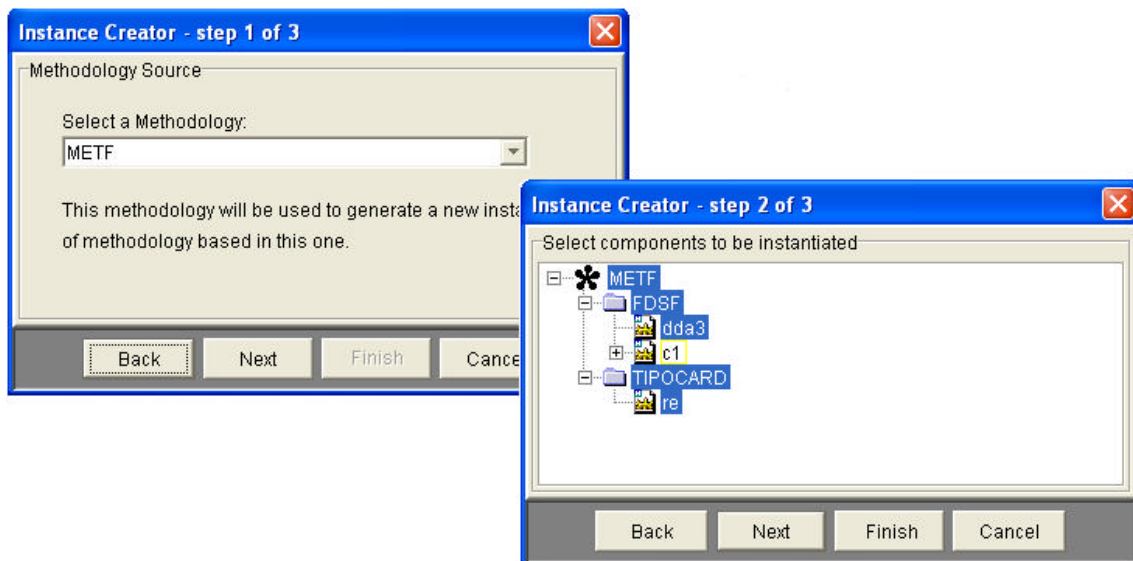 Instance Creator - step 1 of 3
Methodology Source
Select a Methodology:
METF
This methodology will be used to generate a new insta
of methodology based in this one.
Back Next Finish Cance
Instance Creator - step 2 of 3
Select components to be instantiated
METF
FDSF
dda3
c1
TIPOCARD
re
Back Next Finish Cancel